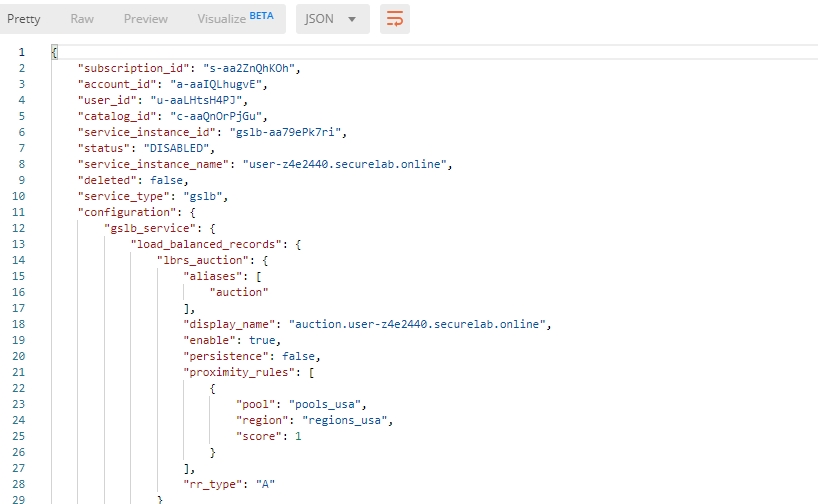 Pretty Raw Preview Visualize BETA JSON
1 {
2 "subscription_id": "s-aa2ZnQhKOh",
3 "account_id": "a-aaIQLhugvE",
4 "user_id": "u-aaLHtsH4PJ",
5 "catalog_id": "c-aaQnOrPjGu",
6 "service_instance_id": "gslb-aa79ePk7ri",
7 "status": "DISABLED",
8 "service_instance_name": "user-z4e2440.securelab.online",
9 "deleted": false,
10 "service_type": "gslb",
11 "configuration": {
12 "gslb_service": {
13 "load_balanced_records": {
14 "lbrs_auction": {
15 "aliases": [
16 "auction"
17 ],
18 "display_name": "auction.user-z4e2440.securelab.online",
19 "enable": true,
20 "persistence": false,
21 "proximity_rules": [
22 {
23 "pool": "pools_usa",
24 "region": "regions_usa",
25 "score": 1
26 }
27 ],
28 "rr_type": "A"
29 }